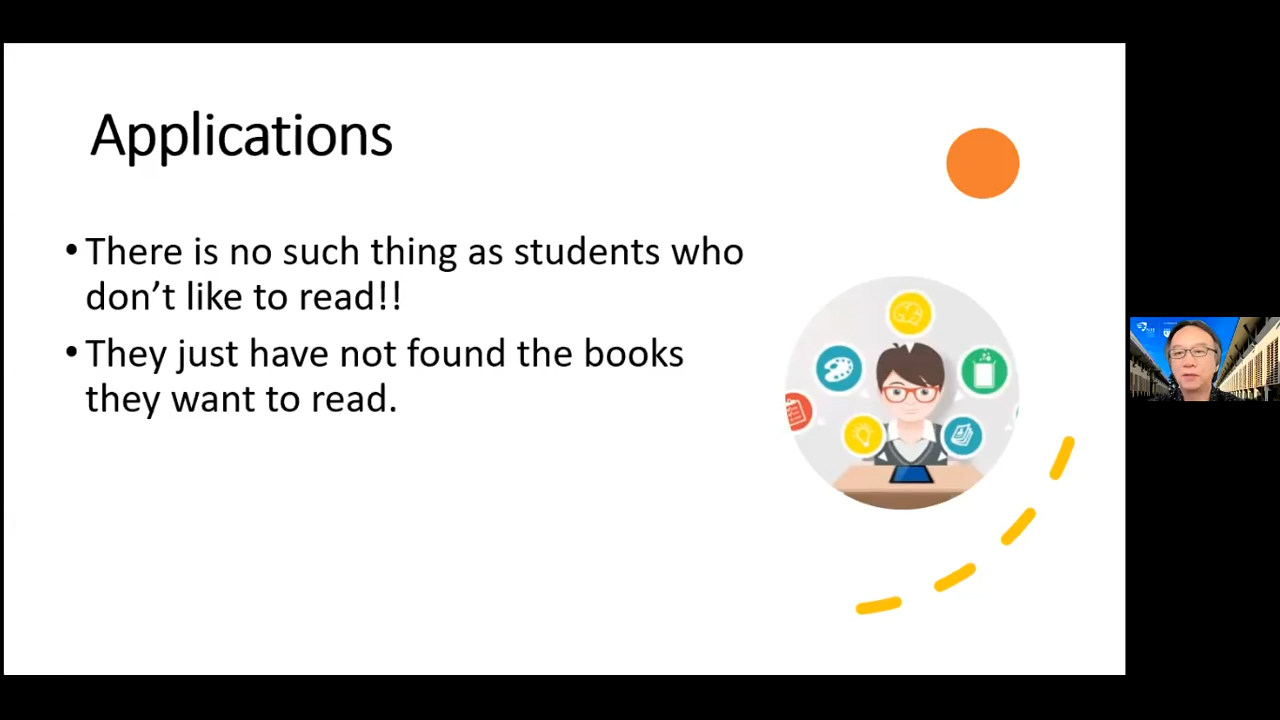 Applications
• There is no such thing as students who
don't like to read!!
• They just have not found the books
they want to read.